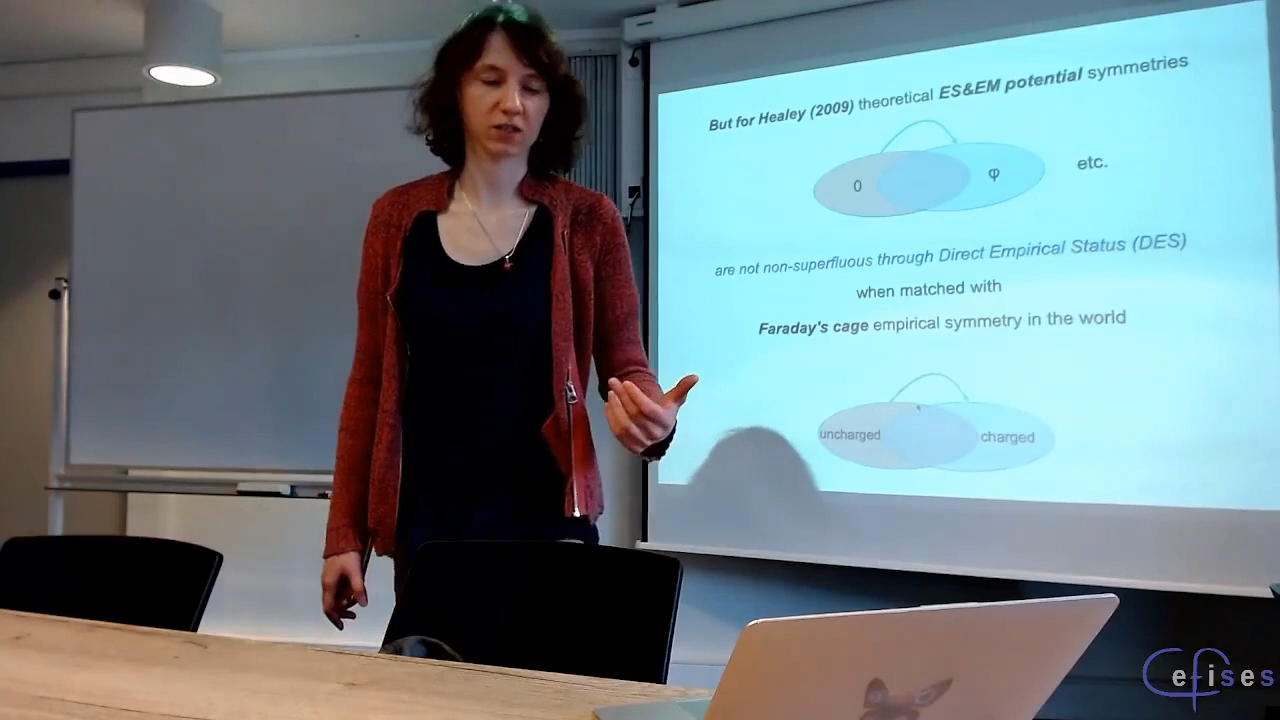 But for Healey (2009) theoretical ES&EM potential symmetries
0
φ
etc.
are not non-superfluous through Direct Empirical Status (DES)
when matched with
Faraday's cage empirical symmetry in the world
uncharged
charged
Cefises